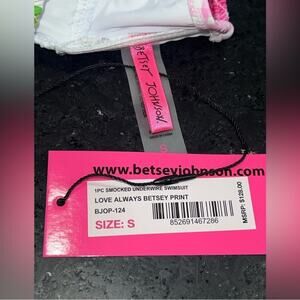 BETSEY
JOHNSON.
S
www.betseyjohnson.com
1PC SMOCKED UNDERWIRE SWIMSUIT
LOVE ALWAYS BETSEY PRINT
BJOP-124
SIZE: S
852691467286
MSRP: $128.00